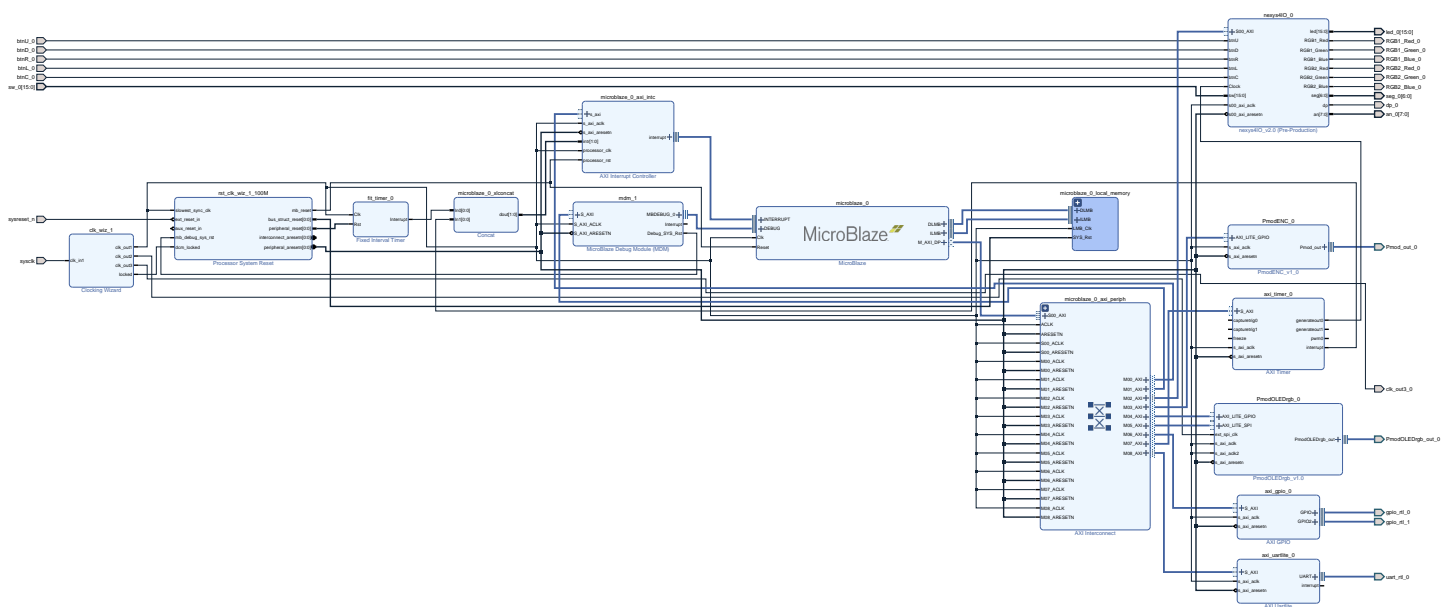 btnU_0
btnD_0
btnR_0
btnL_0
btnC_0
sw_0[15:0]
sysreset_n
sysclk
clk_wiz_1
clk_in1
clk_out1
clk_out2
clk_out3
locked
Clocking Wizard
rst_clk_wiz_1_100M
slowest_sync_clk
ext_reset_in
aux_reset_in
mb_debug_sys_rst
dcm_locked
mb_reset
bus_struct_reset[0:0]
peripheral_reset[0:0]
interconnect_aresetn[0:0]
peripheral_aresetn[0:0]
Processor System Reset
fit_timer_0
Clk
Rst
Interrupt
Fixed Interval Timer
microblaze_0_xlconcat
In0[0:0]
In1[0:0]
dout[1:0]
Concat
microblaze_0_axi_intc
s_axi
s_axi_aclk
s_axi_aresetn
intr[1:0]
processor_clk
processor_rst
interrupt
AXI Interrupt Controller
mdm_1
S_AXI
S_AXI_ACLK
S_AXI_ARESETN
MBDEBUG_0
Interrupt
Debug_SYS_Rst
MicroBlaze Debug Module (MDM)
microblaze_0
INTERRUPT
DEBUG
Clk
Reset
MicroBlaze
DLMB
ILMB
M_AXI_DP
MicroBlaze
microblaze_0_local_memory
DLMB
ILMB
LMB_Clk
SYS_Rst
microblaze_0_axi_periph
S00_AXI
ACLK
ARESETN
S00_ACLK
S00_ARESETN
M00_ACLK
M00_ARESETN
M01_ACLK
M01_ARESETN
M02_ACLK
M02_ARESETN
M03_ACLK
M03_ARESETN
M04_ACLK
M04_ARESETN
M05_ACLK
M05_ARESETN
M06_ACLK
M06_ARESETN
M07_ACLK
M07_ARESETN
M08_ACLK
M08_ARESETN
M00_AXI
M01_AXI
M02_AXI
M03_AXI
M04_AXI
M05_AXI
M06_AXI
M07_AXI
M08_AXI
AXI Interconnect
nexys4IO_0
S00_AXI
btnU
btnD
btnR
btnL
btnC
Clock
sw[15:0]
s00_axi_aclk
s00_axi_aresetn
led[15:0]
RGB1_Red
RGB1_Green
RGB1_Blue
RGB2_Red
RGB2_Green
RGB2_Blue
seg[6:0]
dp
an[7:0]
nexys4IO_v2.0 (Pre-Production)
led_0[15:0]
RGB1_Red_0
RGB1_Green_0
RGB1_Blue_0
RGB2_Red_0
RGB2_Green_0
RGB2_Blue_0
seg_0[6:0]
dp_0
an_0[7:0]
PmodENC_0
AXI_LITE_GPIO
s_axi_aclk
s_axi_aresetn
Pmod_out
PmodENC_v1_0
Pmod_out_0
axi_timer_0
S_AXI
capturetrig0
capturetrig1
freeze
s_axi_aclk
s_axi_aresetn
generateout0
generateout1
pwm0
interrupt
AXI Timer
clk_out3_0
PmodOLEDrgb_0
AXI_LITE_GPIO
AXI_LITE_SPI
ext_spi_clk
s_axi_aclk
s_axi_aclk2
s_axi_aresetn
PmodOLEDrgb_out
PmodOLEDrgb_v1.0
PmodOLEDrgb_out_0
axi_gpio_0
S_AXI
s_axi_aclk
s_axi_aresetn
GPIO
GPIO2
AXI GPIO
gpio_rtl_0
gpio_rtl_1
axi_uartlite_0
S_AXI
s_axi_aclk
s_axi_aresetn
UART
interrupt
AXI Uartlite
uart_rtl_0